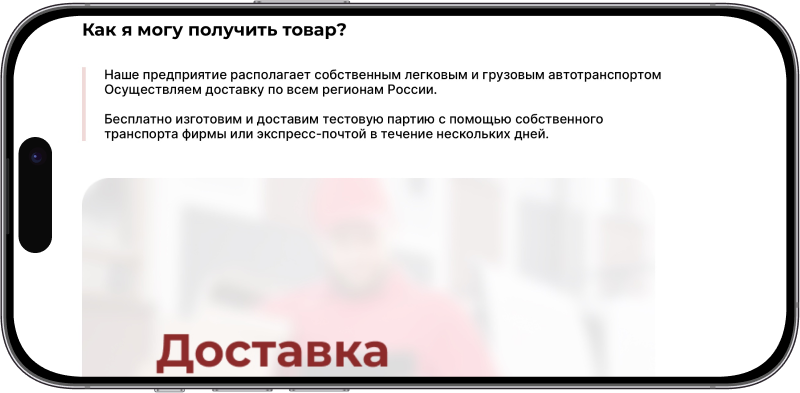 Как я могу получить товар?
Наше предприятие располагает собственным легковым и грузовым автотранспортом
Осуществляем доставку по всем регионам России.
Бесплатно изготовим и доставим тестовую партию с помощью собственного
транспорта фирмы или экспресс-почтой в течение нескольких дней.
Доставка